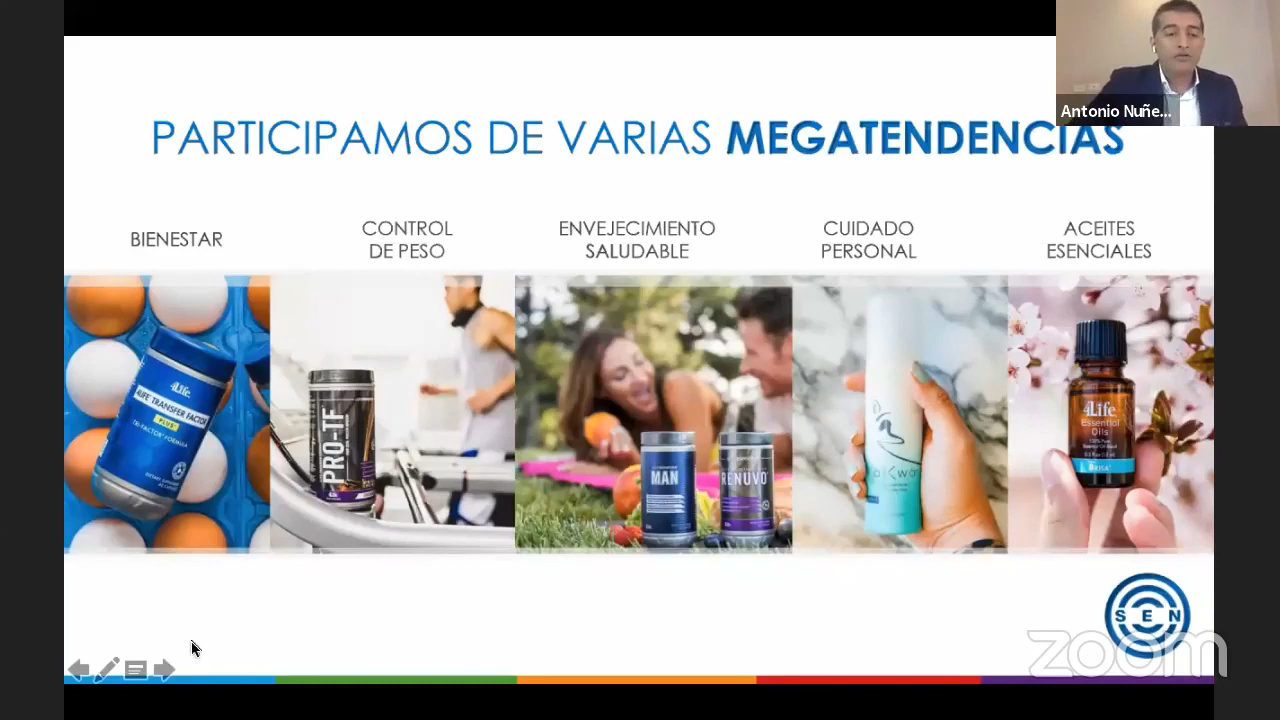 Antonio Nuñe...
PARTICIPAMOS DE VARIAS MEGATENDENCIAS
BIENESTAR
CONTROL
DE PESO
ENVEJECIMIENTO
SALUDABLE
CUIDADO
PERSONAL
ACEITES
ESENCIALES
4Life
TRANSFER FACTOR
PLUS
TRI-FACTOR FORMULA
PRO-TF
MAN
RENUVO
4Life
Essential
Oils
SEN
zoom